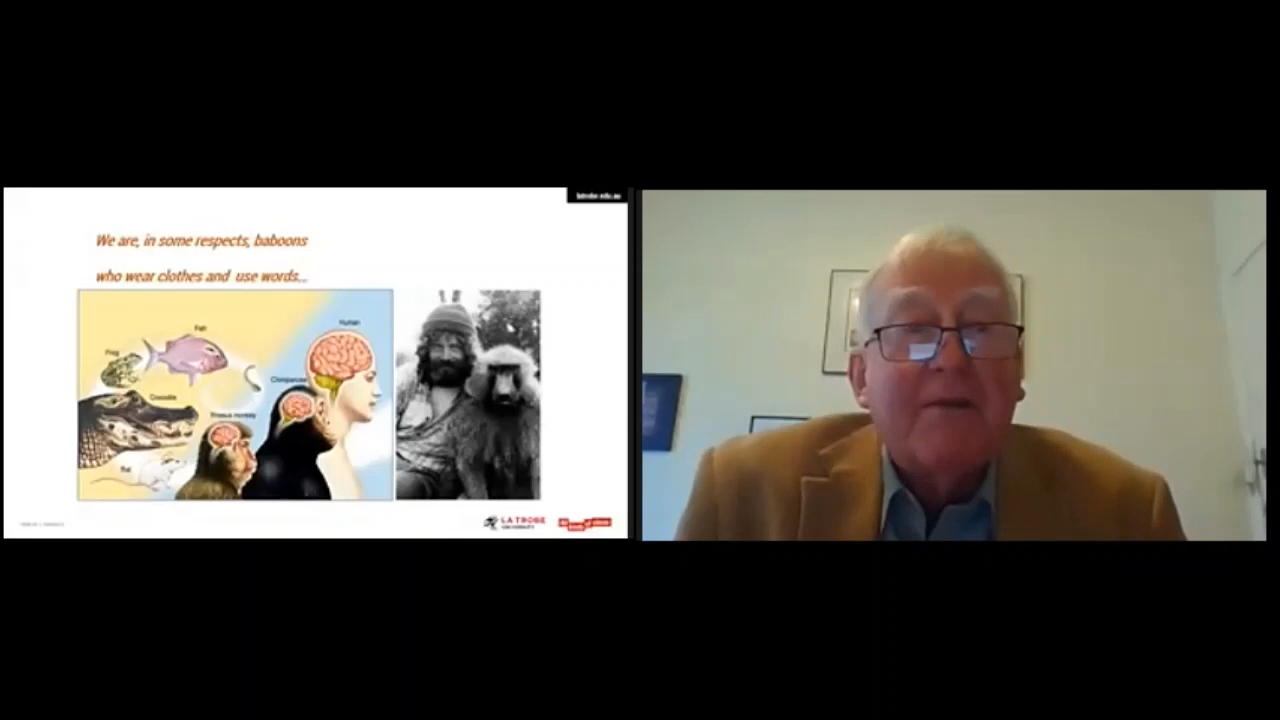 latrobe.edu.au
We are, in some respects, baboons
who wear clothes and use words...
Human
Fish
Frog
Chimpanzee
Crocodile
Rhesus monkey
Rat
LA TROBE
UNIVERSITY